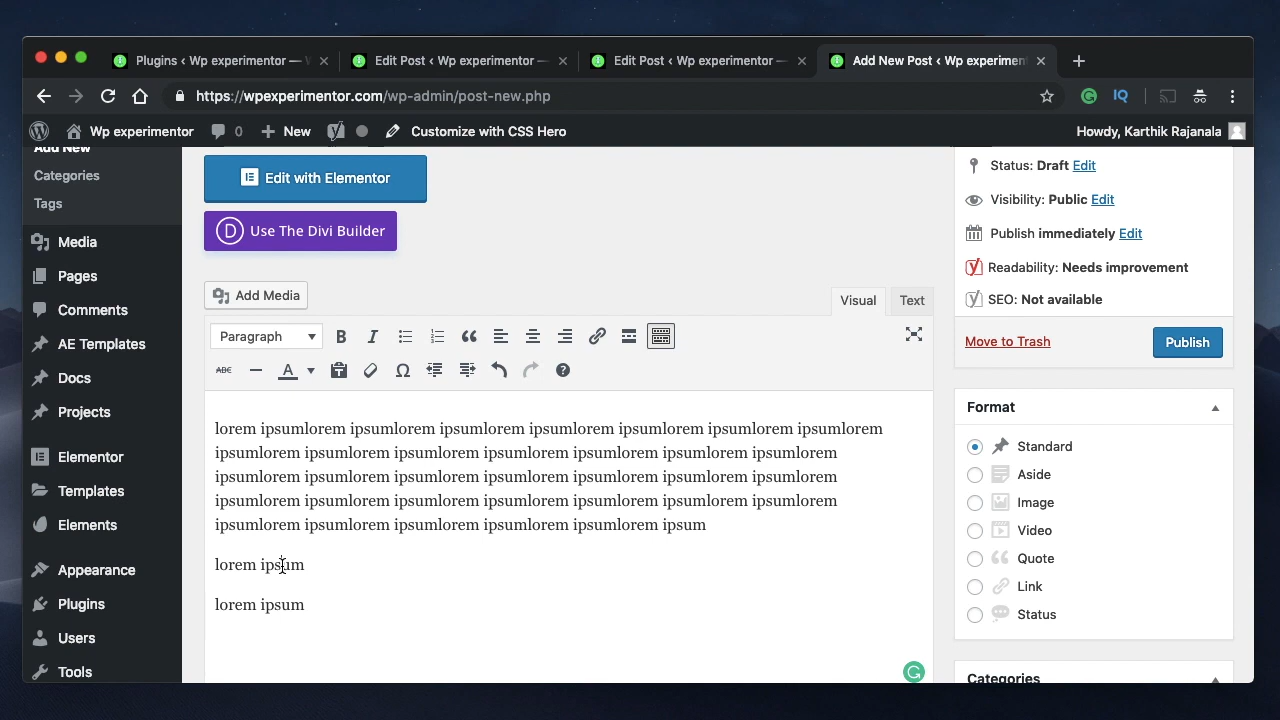 Plugins ‹ Wp experimentor —
Edit Post ‹ Wp experimentor —
Edit Post ‹ Wp experimentor —
Add New Post ‹ Wp experimen
https://wpexperimentor.com/wp-admin/post-new.php
IQ
Wp experimentor
0
New
Customize with CSS Hero
Howdy, Karthik Rajanala
Add New
Categories
Tags
Media
Pages
Comments
AE Templates
Docs
Projects
Elementor
Templates
Elements
Appearance
Plugins
Users
Tools
Edit with Elementor
D Use The Divi Builder
Add Media
Visual
Text
Paragraph
B
I
ABC
A
Ω
lorem ipsumlorem ipsumlorem ipsumlorem ipsumlorem ipsumlorem ipsumlorem ipsumlorem
ipsumlorem ipsumlorem ipsumlorem ipsumlorem ipsumlorem ipsumlorem ipsumlorem
ipsumlorem ipsumlorem ipsumlorem ipsumlorem ipsumlorem ipsumlorem ipsumlorem
ipsumlorem ipsumlorem ipsumlorem ipsumlorem ipsumlorem ipsumlorem ipsumlorem
ipsumlorem ipsumlorem ipsumlorem ipsumlorem ipsumlorem ipsum
lorem ipsum
lorem ipsum
Status: Draft Edit
Visibility: Public Edit
Publish immediately Edit
Readability: Needs improvement
SEO: Not available
Move to Trash
Publish
Format
Standard
Aside
Image
Video
Quote
Link
Status
Categories